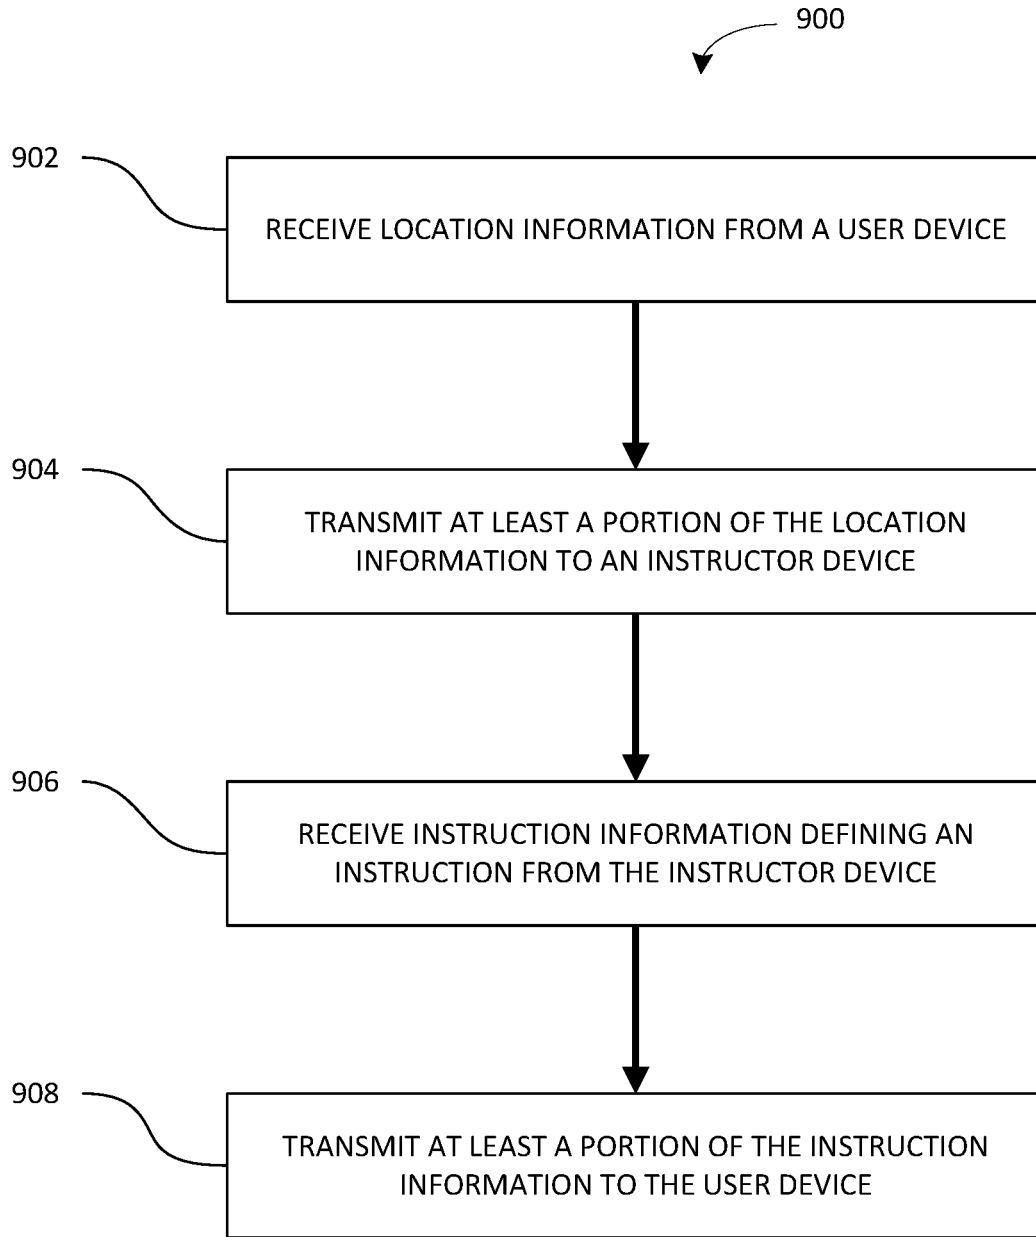 900
902
RECEIVE LOCATION INFORMATION FROM A USER DEVICE
904
TRANSMIT AT LEAST A PORTION OF THE LOCATION
INFORMATION TO AN INSTRUCTOR DEVICE
906
RECEIVE INSTRUCTION INFORMATION DEFINING AN
INSTRUCTION FROM THE INSTRUCTOR DEVICE
908
TRANSMIT AT LEAST A PORTION OF THE INSTRUCTION
INFORMATION TO THE USER DEVICE